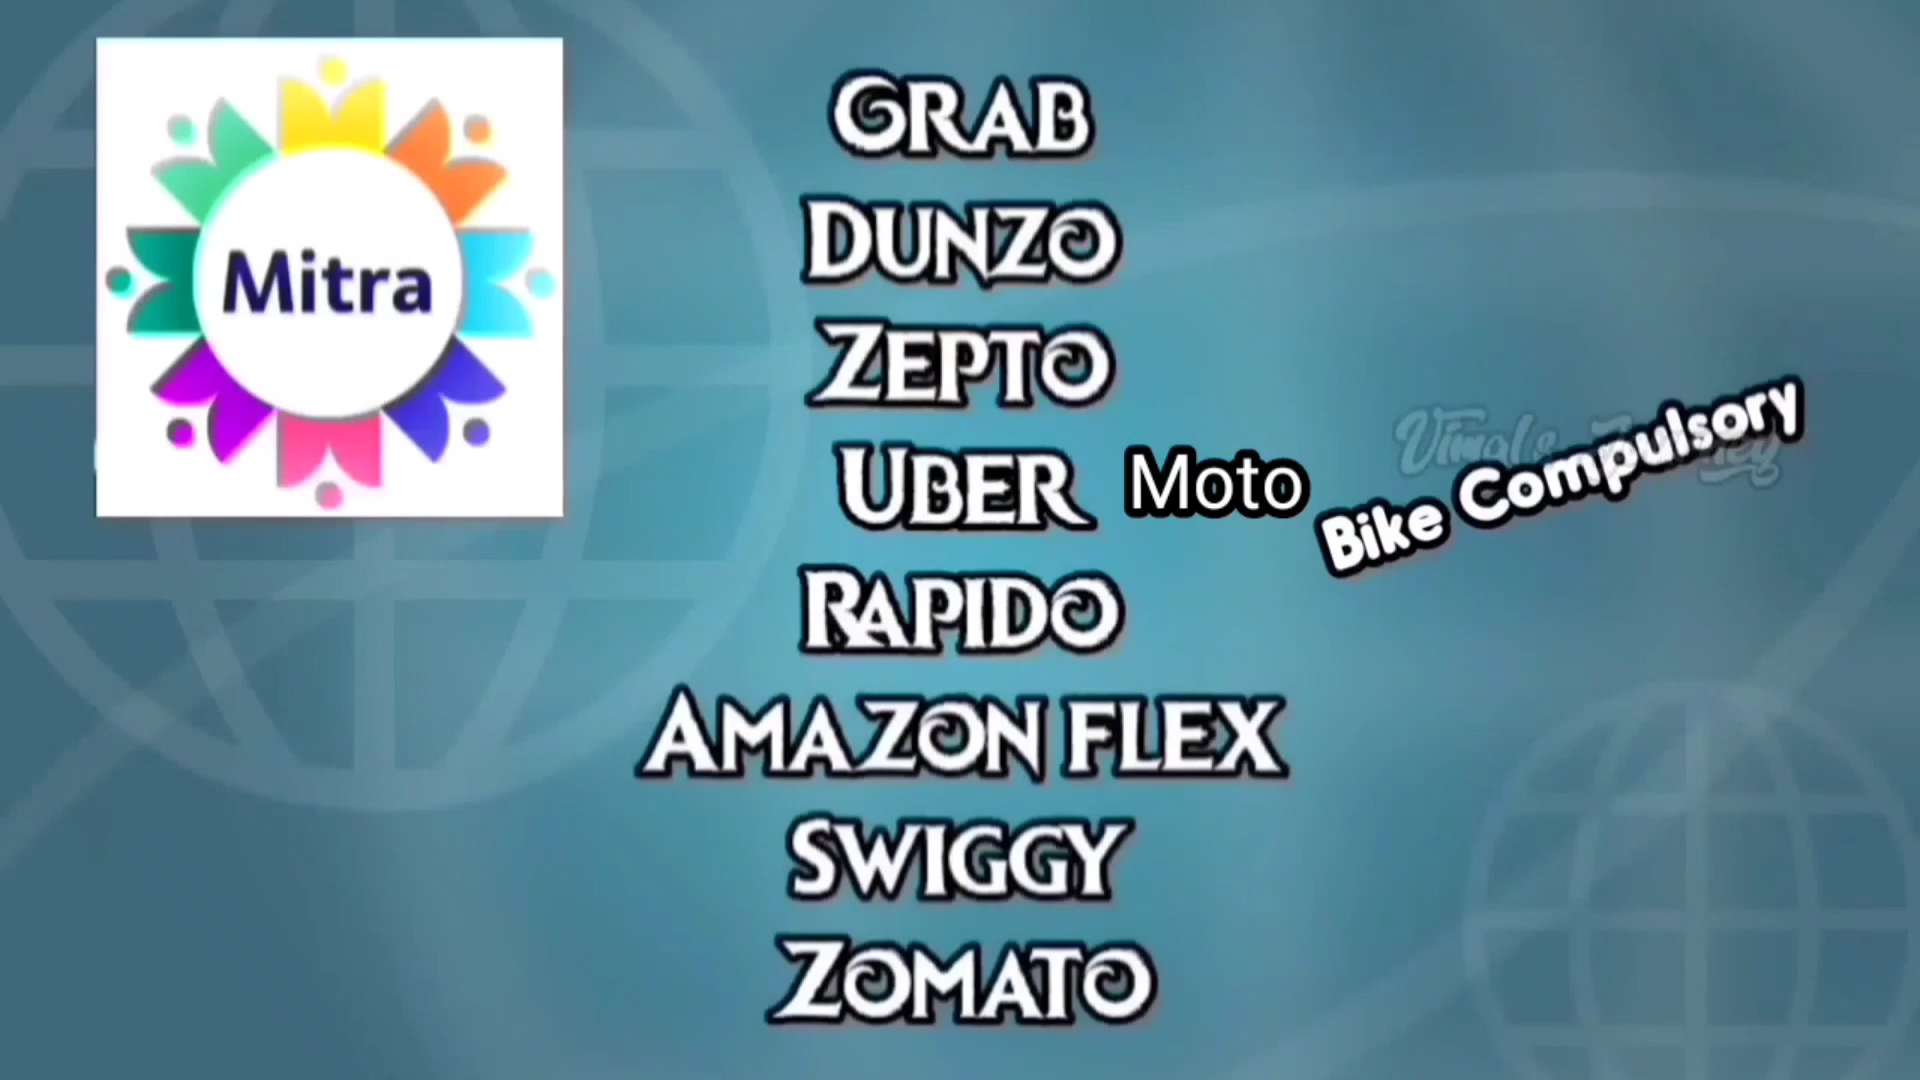 Mitra
GRAB
DUNZO
ZEPTO
UBER Moto
Bike Compulsory
RAPIDO
AMAZON FLEX
SWIGGY
ZOMATO